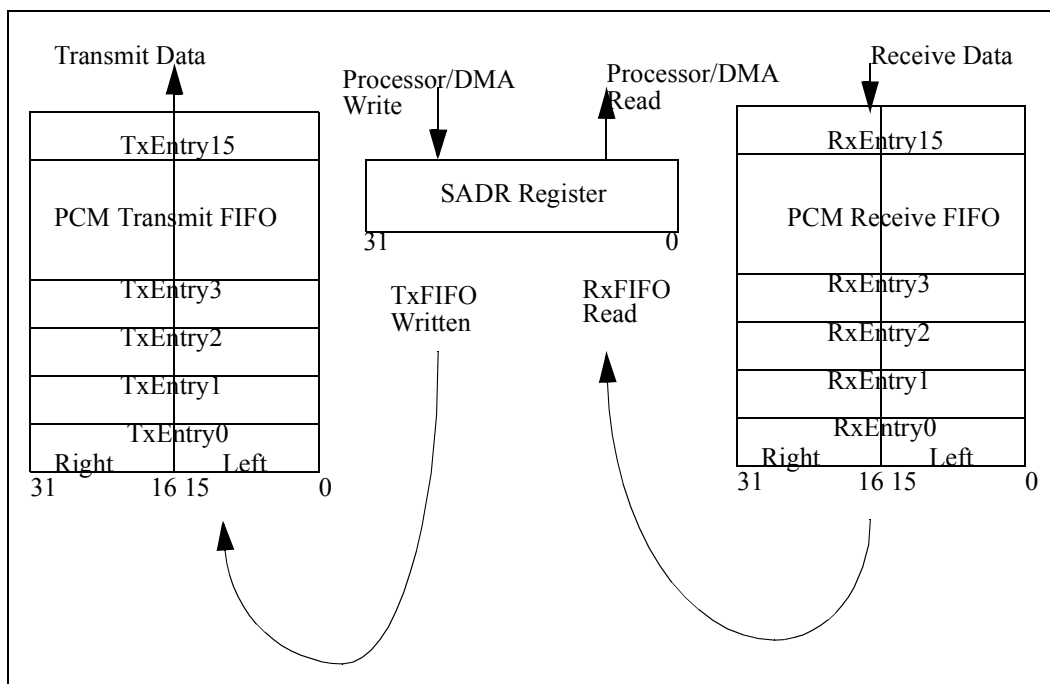 Transmit Data
Receive Data
Processor/DMA
Write
Processor/DMA
Read
TxEntry15
PCM Transmit FIFO
TxEntry3
TxEntry2
TxEntry1
TxEntry0
Right Left
31 16 15 0
SADR Register
31 0
TxFIFO
Written
RxFIFO
Read
RxEntry15
PCM Receive FIFO
RxEntry3
RxEntry2
RxEntry1
RxEntry0
Right Left
31 16 15 0